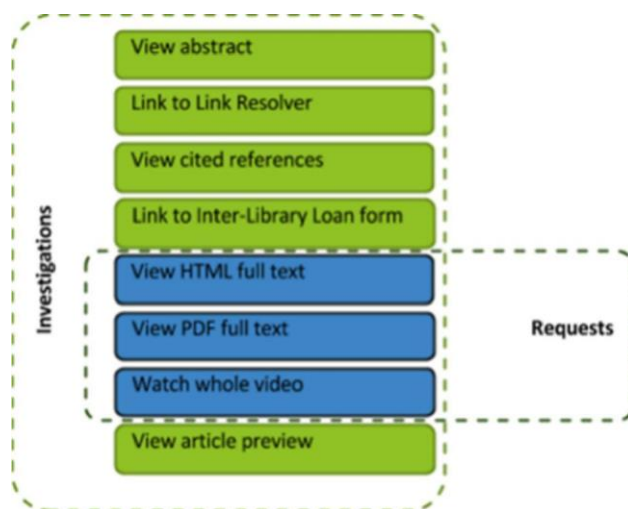 View abstract
Link to Link Resolver
View cited references
Link to Inter-Library Loan form
View HTML full text
View PDF full text
Watch whole video
View article preview
Investigations
Requests